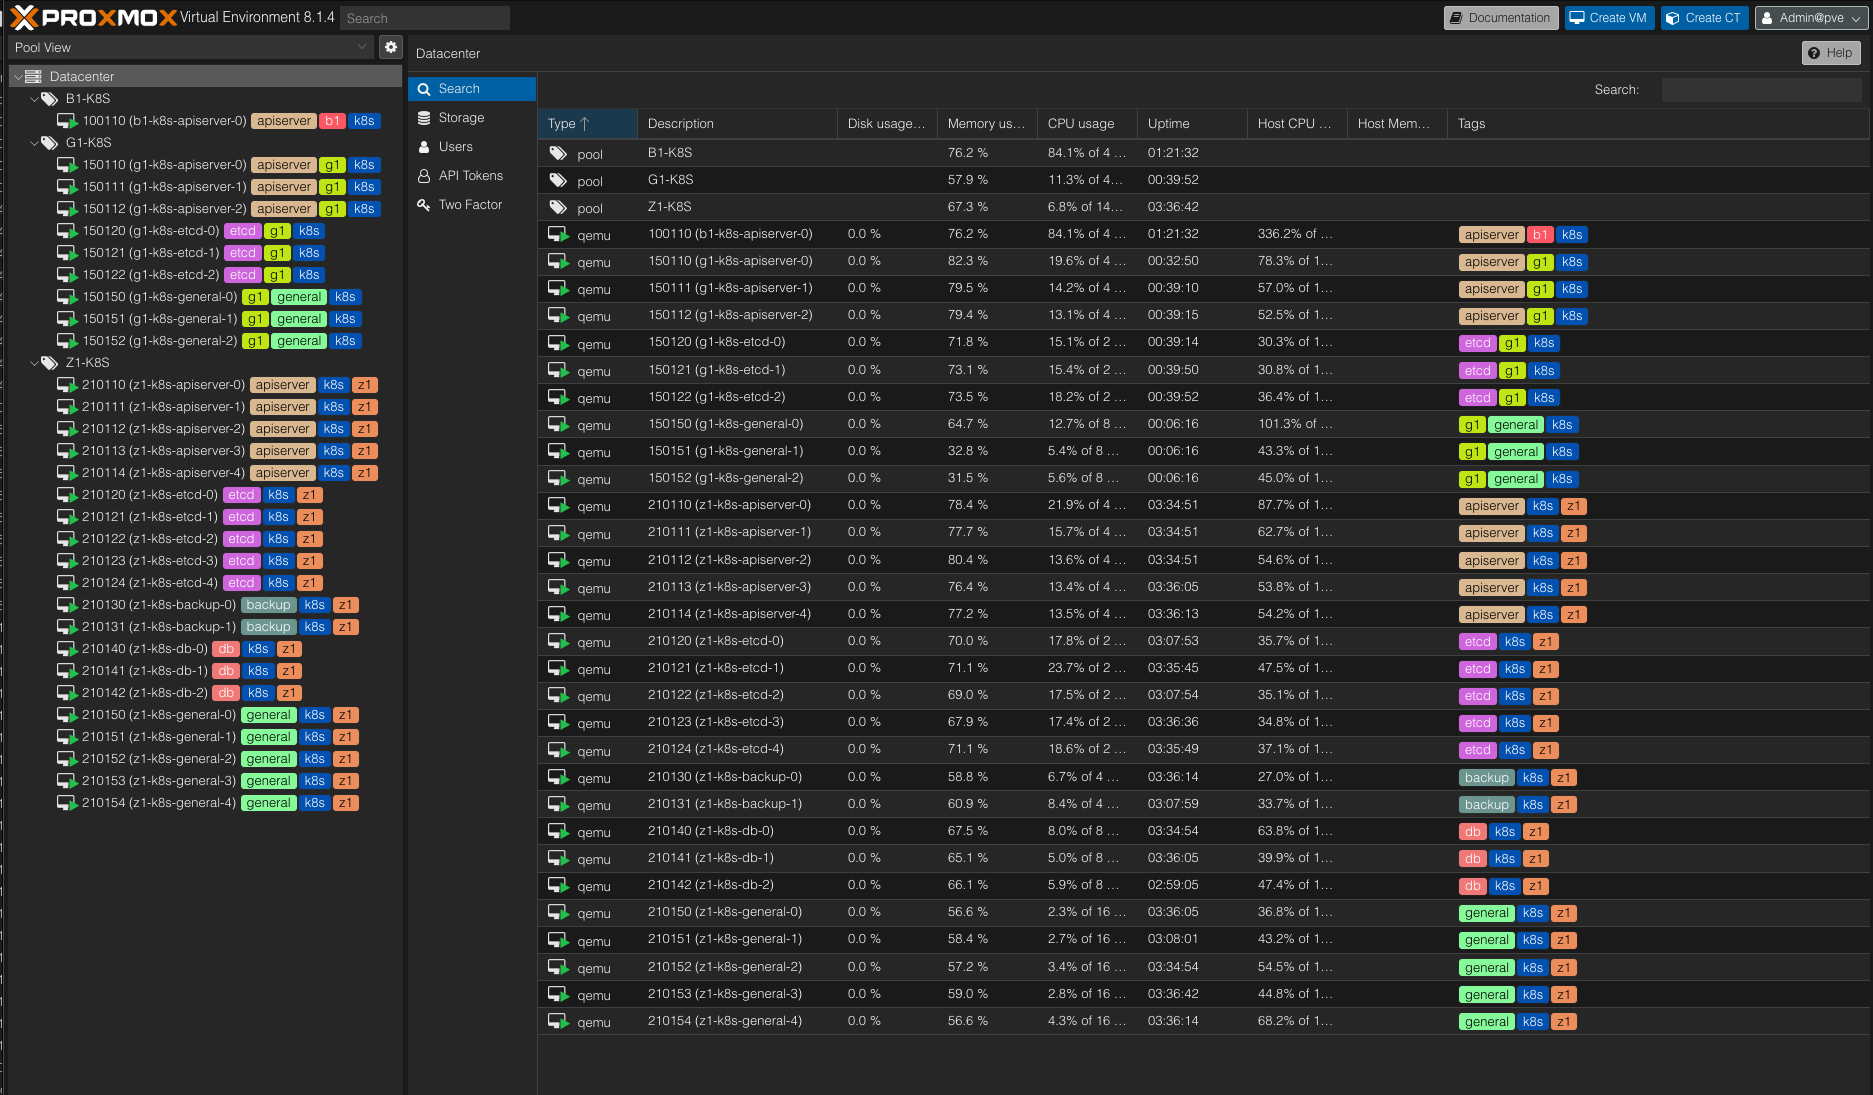 PROXMOX Virtual Environment 8.1.4 Search Documentation Create VM Create CT Admin@pve
Pool View
Datacenter
B1-K8S
100110 (b1-k8s-apiserver-0) apiserver b1 k8s
G1-K8S
150110 (g1-k8s-apiserver-0) apiserver g1 k8s
150111 (g1-k8s-apiserver-1) apiserver g1 k8s
150112 (g1-k8s-apiserver-2) apiserver g1 k8s
150120 (g1-k8s-etcd-0) etcd g1 k8s
150121 (g1-k8s-etcd-1) etcd g1 k8s
150122 (g1-k8s-etcd-2) etcd g1 k8s
150150 (g1-k8s-general-0) g1 general k8s
150151 (g1-k8s-general-1) g1 general k8s
150152 (g1-k8s-general-2) g1 general k8s
Z1-K8S
210110 (z1-k8s-apiserver-0) apiserver k8s z1
210111 (z1-k8s-apiserver-1) apiserver k8s z1
210112 (z1-k8s-apiserver-2) apiserver k8s z1
210113 (z1-k8s-apiserver-3) apiserver k8s z1
210114 (z1-k8s-apiserver-4) apiserver k8s z1
210120 (z1-k8s-etcd-0) etcd k8s z1
210121 (z1-k8s-etcd-1) etcd k8s z1
210122 (z1-k8s-etcd-2) etcd k8s z1
210123 (z1-k8s-etcd-3) etcd k8s z1
210124 (z1-k8s-etcd-4) etcd k8s z1
210130 (z1-k8s-backup-0) backup k8s z1
210131 (z1-k8s-backup-1) backup k8s z1
210140 (z1-k8s-db-0) db k8s z1
210141 (z1-k8s-db-1) db k8s z1
210142 (z1-k8s-db-2) db k8s z1
210150 (z1-k8s-general-0) general k8s z1
210151 (z1-k8s-general-1) general k8s z1
210152 (z1-k8s-general-2) general k8s z1
210153 (z1-k8s-general-3) general k8s z1
210154 (z1-k8s-general-4) general k8s z1
Datacenter Help
Search
Storage
Users
API Tokens
Two Factor
Search:
Type Description Disk usage... Memory us... CPU usage Uptime Host CPU ... Host Mem... Tags
pool B1-K8S 76.2 % 84.1% of 4 ... 01:21:32
pool G1-K8S 57.9 % 11.3% of 4... 00:39:52
pool Z1-K8S 67.3 % 6.8% of 14... 03:36:42
qemu 100110 (b1-k8s-apiserver-0) 0.0 % 76.2 % 84.1% of 4 ... 01:21:32 336.2% of ... apiserver b1 k8s
qemu 150110 (g1-k8s-apiserver-0) 0.0 % 82.3 % 19.6% of 4 ... 00:32:50 78.3% of 1... apiserver g1 k8s
qemu 150111 (g1-k8s-apiserver-1) 0.0 % 79.5 % 14.2% of 4 ... 00:39:10 57.0% of 1... apiserver g1 k8s
qemu 150112 (g1-k8s-apiserver-2) 0.0 % 79.4 % 13.1% of 4 ... 00:39:15 52.5% of 1... apiserver g1 k8s
qemu 150120 (g1-k8s-etcd-0) 0.0 % 71.8 % 15.1% of 2 ... 00:39:14 30.3% of 1... etcd g1 k8s
qemu 150121 (g1-k8s-etcd-1) 0.0 % 73.1 % 15.4% of 2 ... 00:39:50 30.8% of 1... etcd g1 k8s
qemu 150122 (g1-k8s-etcd-2) 0.0 % 73.5 % 18.2% of 2 ... 00:39:52 36.4% of 1... etcd g1 k8s
qemu 150150 (g1-k8s-general-0) 0.0 % 64.7 % 12.7% of 8 ... 00:06:16 101.3% of ... g1 general k8s
qemu 150151 (g1-k8s-general-1) 0.0 % 32.8 % 5.4% of 8 ... 00:06:16 43.3% of 1... g1 general k8s
qemu 150152 (g1-k8s-general-2) 0.0 % 31.5 % 5.6% of 8 ... 00:06:16 45.0% of 1... g1 general k8s
qemu 210110 (z1-k8s-apiserver-0) 0.0 % 78.4 % 21.9% of 4 ... 03:34:51 87.7% of 1... apiserver k8s z1
qemu 210111 (z1-k8s-apiserver-1) 0.0 % 77.7 % 15.7% of 4 ... 03:34:51 62.7% of 1... apiserver k8s z1
qemu 210112 (z1-k8s-apiserver-2) 0.0 % 80.4 % 13.6% of 4 ... 03:34:51 54.6% of 1... apiserver k8s z1
qemu 210113 (z1-k8s-apiserver-3) 0.0 % 76.4 % 13.4% of 4 ... 03:36:05 53.8% of 1... apiserver k8s z1
qemu 210114 (z1-k8s-apiserver-4) 0.0 % 77.2 % 13.5% of 4 ... 03:36:13 54.2% of 1... apiserver k8s z1
qemu 210120 (z1-k8s-etcd-0) 0.0 % 70.0 % 17.8% of 2 ... 03:07:53 35.7% of 1... etcd k8s z1
qemu 210121 (z1-k8s-etcd-1) 0.0 % 71.1 % 23.7% of 2 ... 03:35:45 47.5% of 1... etcd k8s z1
qemu 210122 (z1-k8s-etcd-2) 0.0 % 69.0 % 17.5% of 2 ... 03:07:54 35.1% of 1... etcd k8s z1
qemu 210123 (z1-k8s-etcd-3) 0.0 % 67.9 % 17.4% of 2 ... 03:36:36 34.8% of 1... etcd k8s z1
qemu 210124 (z1-k8s-etcd-4) 0.0 % 71.1 % 18.6% of 2 ... 03:35:49 37.1% of 1... etcd k8s z1
qemu 210130 (z1-k8s-backup-0) 0.0 % 58.8 % 6.7% of 4 ... 03:36:14 27.0% of 1... backup k8s z1
qemu 210131 (z1-k8s-backup-1) 0.0 % 60.9 % 8.4% of 4 ... 03:07:59 33.7% of 1... backup k8s z1
qemu 210140 (z1-k8s-db-0) 0.0 % 67.5 % 8.0% of 8 ... 03:34:54 63.8% of 1... db k8s z1
qemu 210141 (z1-k8s-db-1) 0.0 % 65.1 % 5.0% of 8 ... 03:36:05 39.9% of 1... db k8s z1
qemu 210142 (z1-k8s-db-2) 0.0 % 66.1 % 5.9% of 8 ... 02:59:05 47.4% of 1... db k8s z1
qemu 210150 (z1-k8s-general-0) 0.0 % 56.6 % 2.3% of 16 ... 03:36:05 36.8% of 1... general k8s z1
qemu 210151 (z1-k8s-general-1) 0.0 % 58.4 % 2.7% of 16 ... 03:08:01 43.2% of 1... general k8s z1
qemu 210152 (z1-k8s-general-2) 0.0 % 57.2 % 3.4% of 16 ... 03:34:54 54.5% of 1... general k8s z1
qemu 210153 (z1-k8s-general-3) 0.0 % 59.0 % 2.8% of 16 ... 03:36:42 44.8% of 1... general k8s z1
qemu 210154 (z1-k8s-general-4) 0.0 % 56.6 % 4.3% of 16 ... 03:36:14 68.2% of 1... general k8s z1